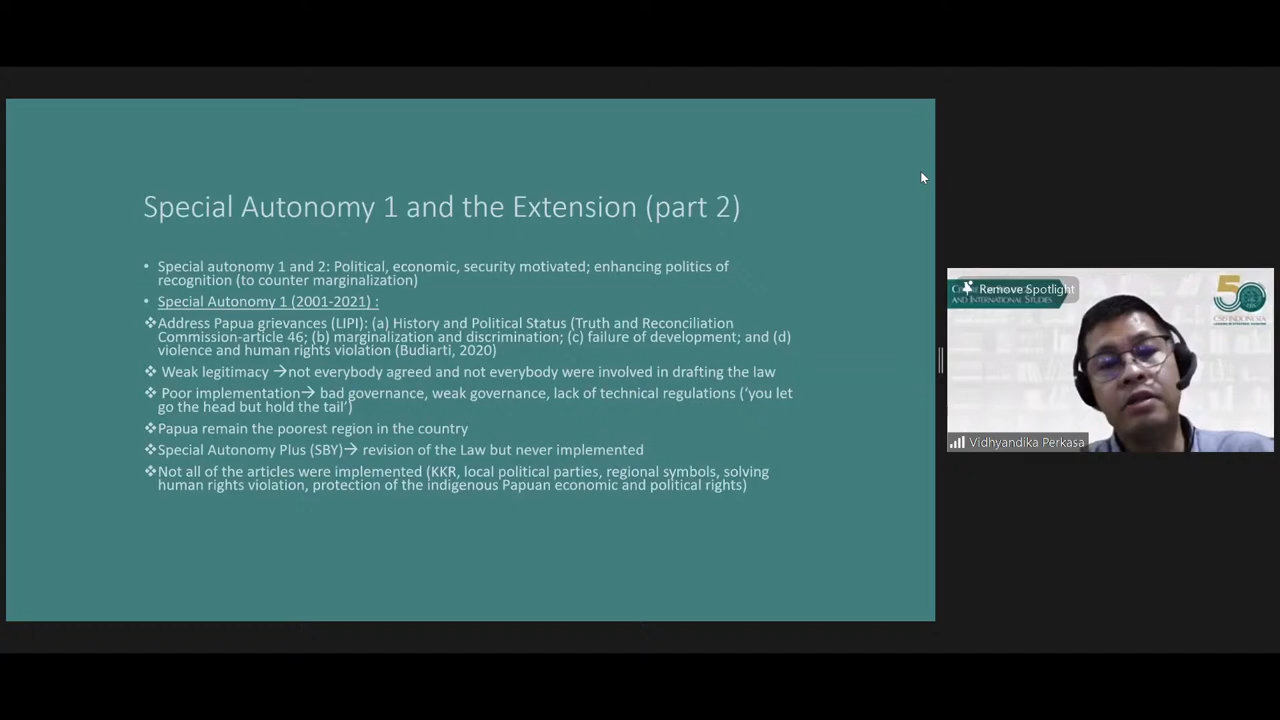 Special Autonomy 1 and the Extension (part 2)
• Special autonomy 1 and 2: Political, economic, security motivated; enhancing politics of
recognition (to counter marginalization)
• Special Autonomy 1 (2001-2021) :
❖Address Papua grievances (LIPI): (a) History and Political Status (Truth and Reconciliation
Commission-article 46; (b) marginalization and discrimination; (c) failure of development; and (d)
violence and human rights violation (Budiarti, 2020)
❖ Weak legitimacy →not everybody agreed and not everybody were involved in drafting the law
❖ Poor implementation→ bad governance, weak governance, lack of technical regulations (‘you let
go the head but hold the tail’)
❖Papua remain the poorest region in the country
❖Special Autonomy Plus (SBY)→ revision of the Law but never implemented
❖Not all of the articles were implemented (KKR, local political parties, regional symbols, solving
human rights violation, protection of the indigenous Papuan economic and political rights)
Remove Spotlight
and International Studies
50
CSIS INDONESIA
Vidhyandika Perkasa